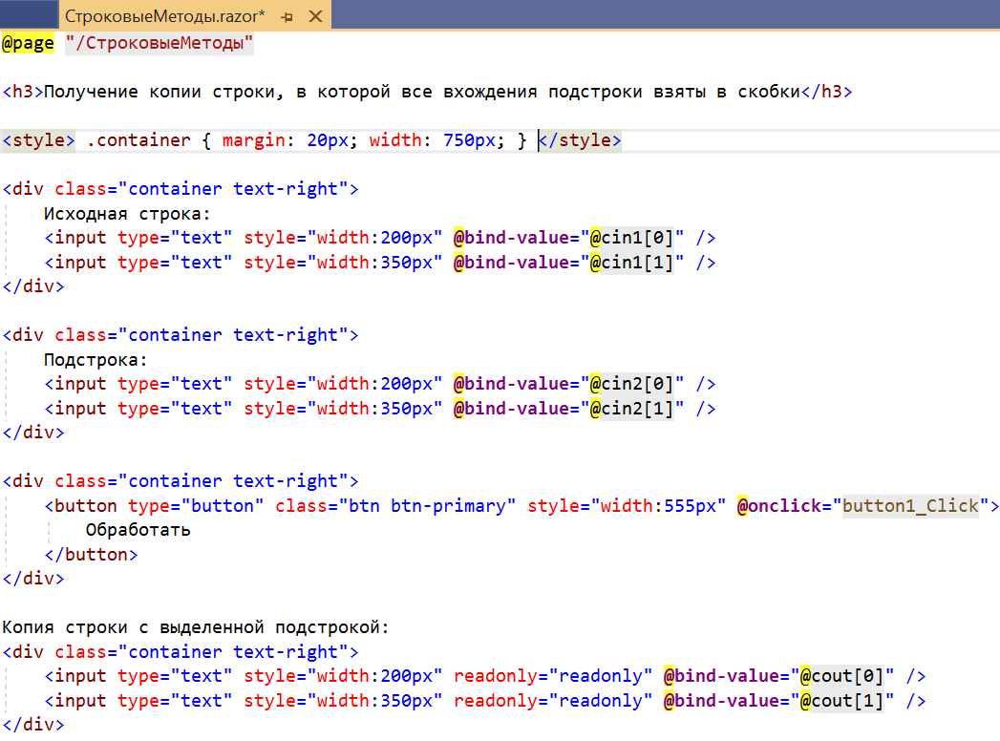 СтроковыеМетоды.razor*
@page "/СтроковыеМетоды"
<h3>Получение копии строки, в которой все вхождения подстроки взяты в скобки</h3>
<style> .container { margin: 20px; width: 750px; } </style>
<div class="container text-right">
Исходная строка:
<input type="text" style="width:200px" @bind-value="@cin1[0]" />
<input type="text" style="width:350px" @bind-value="@cin1[1]" />
</div>
<div class="container text-right">
Подстрока:
<input type="text" style="width:200px" @bind-value="@cin2[0]" />
<input type="text" style="width:350px" @bind-value="@cin2[1]" />
</div>
<div class="container text-right">
<button type="button" class="btn btn-primary" style="width:555px" @onclick="button1_Click">
Обработать
</button>
</div>
Копия строки с выделенной подстрокой:
<div class="container text-right">
<input type="text" style="width:200px" readonly="readonly" @bind-value="@cout[0]" />
<input type="text" style="width:350px" readonly="readonly" @bind-value="@cout[1]" />
</div>